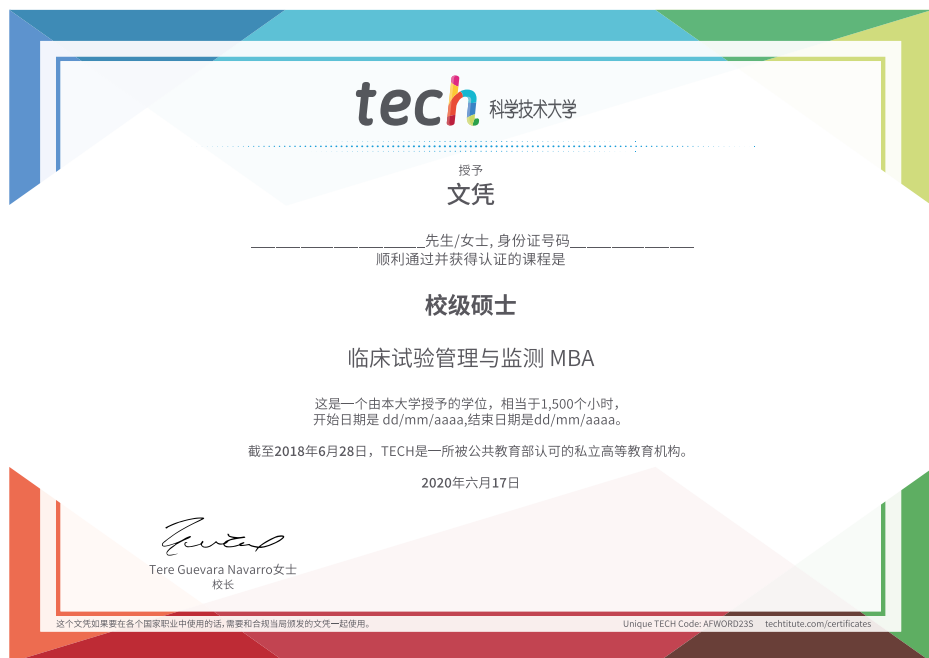 tech 科学技术大学
授予
文凭
_____________________先生/女士, 身份证号码_______________
顺利通过并获得认证的课程是
校级硕士
临床试验管理与监测 MBA
这是一个由本大学授予的学位，相当于1,500个小时，
开始日期是 dd/mm/aaaa,结束日期是dd/mm/aaaa。
截至2018年6月28日，TECH是一所被公共教育部认可的私立高等教育机构。
2020年六月17日
Tere Guevara Navarro女士
校长
这个文凭如果要在各个国家职业中使用的话,需要和合规当局颁发的文凭一起使用。
Unique TECH Code: AFWORD23S techtitute.com/certificates